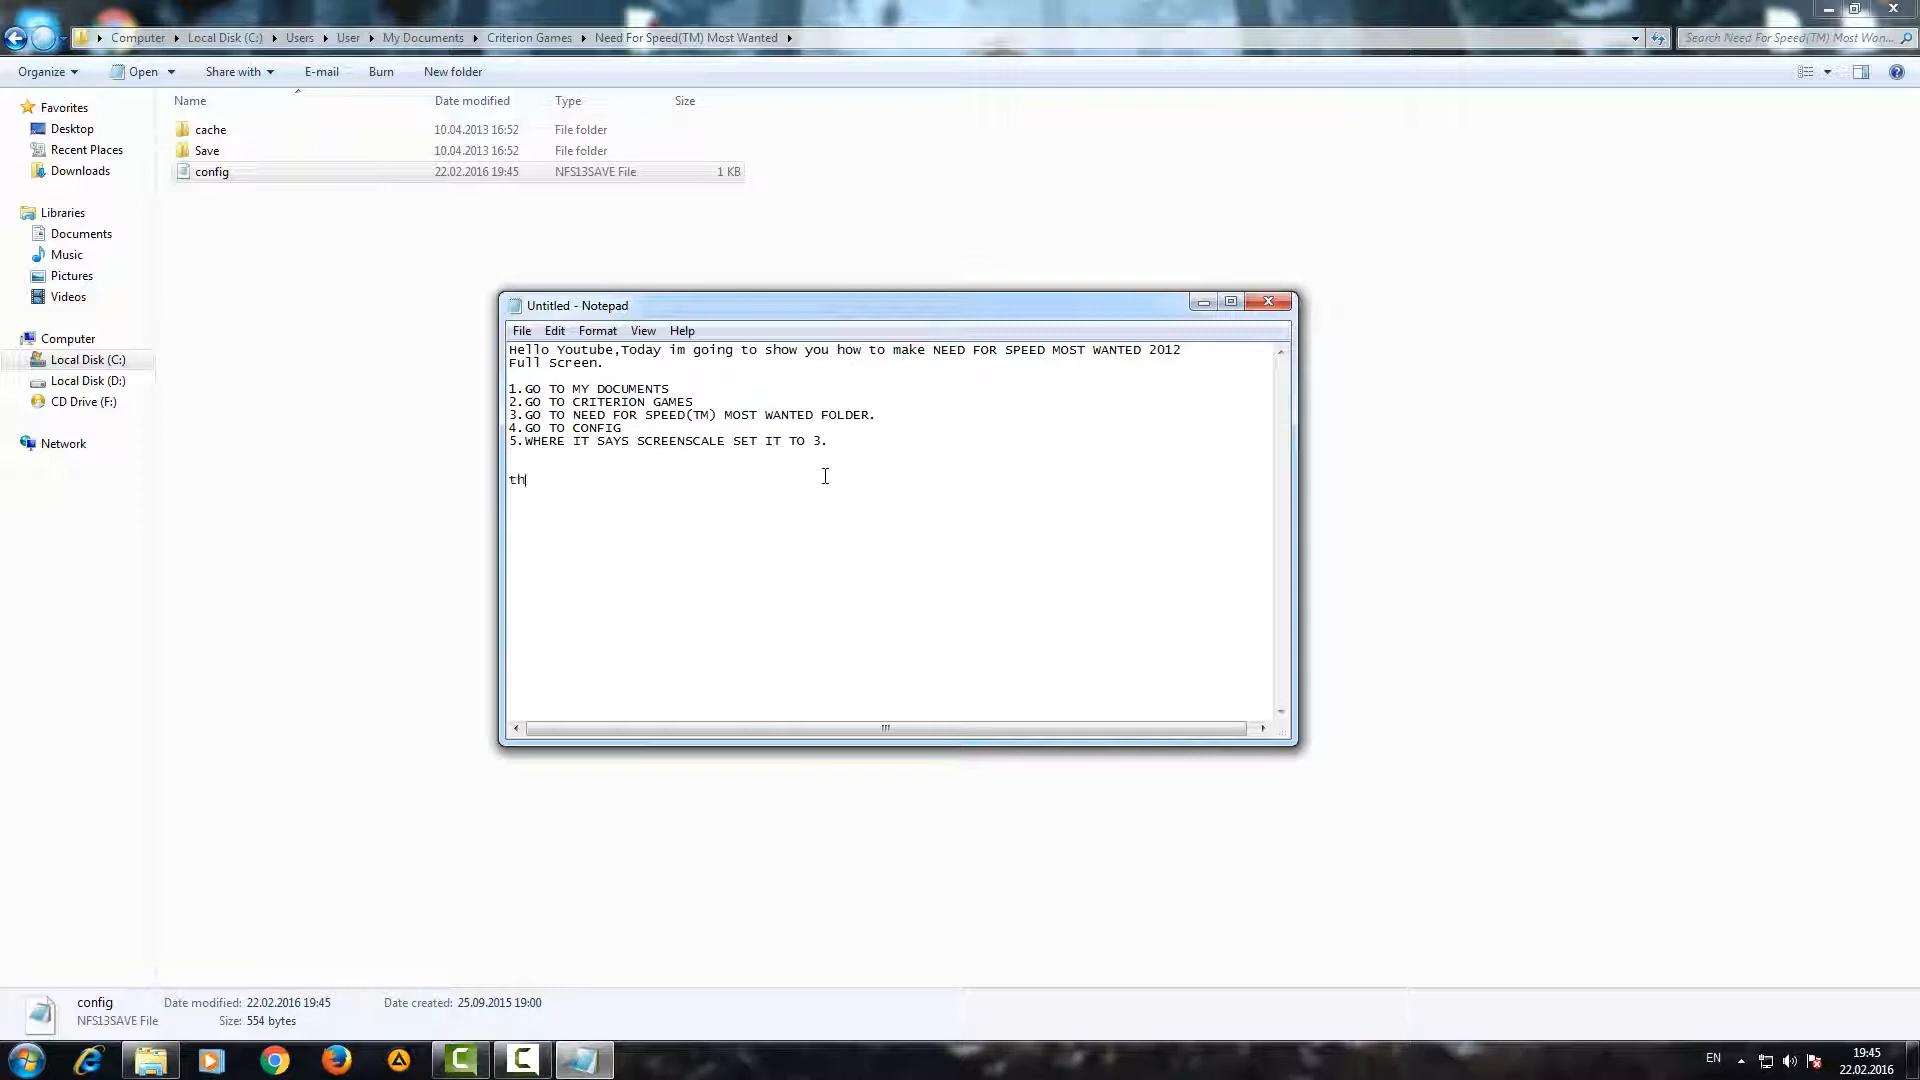 Computer Local Disk (C:) Users User My Documents Criterion Games Need For Speed(TM) Most Wanted
Search Need For Speed(TM) Most Wan...
Organize Open Share with E-mail Burn New folder
Name Date modified Type Size
Favorites
Desktop
Recent Places
Downloads
Libraries
Documents
Music
Pictures
Videos
Computer
Local Disk (C:)
Local Disk (D:)
CD Drive (F:)
Network
cache 10.04.2013 16:52 File folder
Save 10.04.2013 16:52 File folder
config 22.02.2016 19:45 NFS13SAVE File 1 KB
Untitled - Notepad
File Edit Format View Help
Hello Youtube,Today im going to show you how to make NEED FOR SPEED MOST WANTED 2012
Full Screen.
1.GO TO MY DOCUMENTS
2.GO TO CRITERION GAMES
3.GO TO NEED FOR SPEED(TM) MOST WANTED FOLDER.
4.GO TO CONFIG
5.WHERE IT SAYS SCREENSCALE SET IT TO 3.
th
config Date modified: 22.02.2016 19:45 Date created: 25.09.2015 19:00
NFS13SAVE File Size: 554 bytes
EN
19:45
22.02.2016